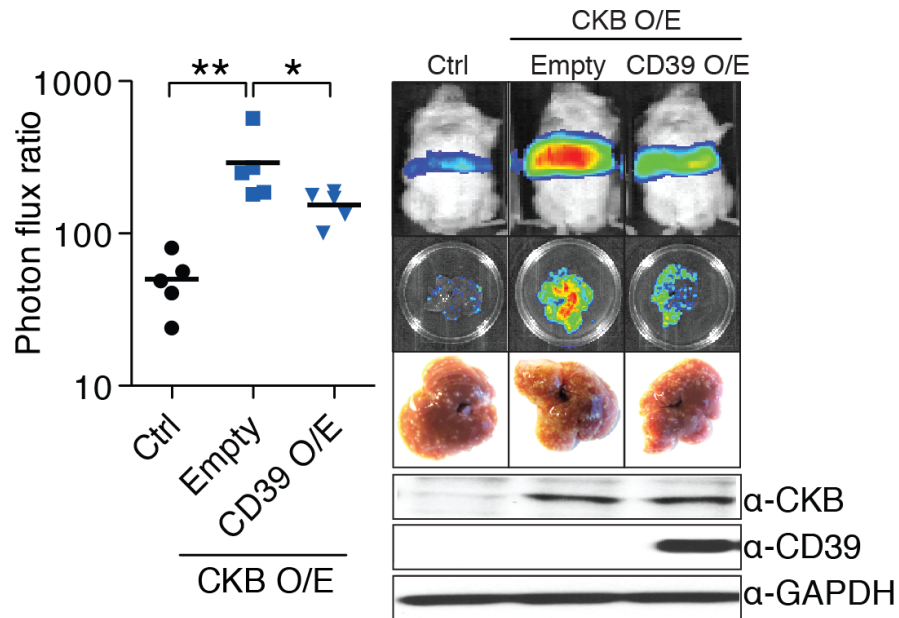 CKB O/E
Ctrl Empty CD39 O/E
** *
1000
100
10
Photon flux ratio
Ctrl
Empty
CD39 O/E
CKB O/E
α-CKB
α-CD39
α-GAPDH